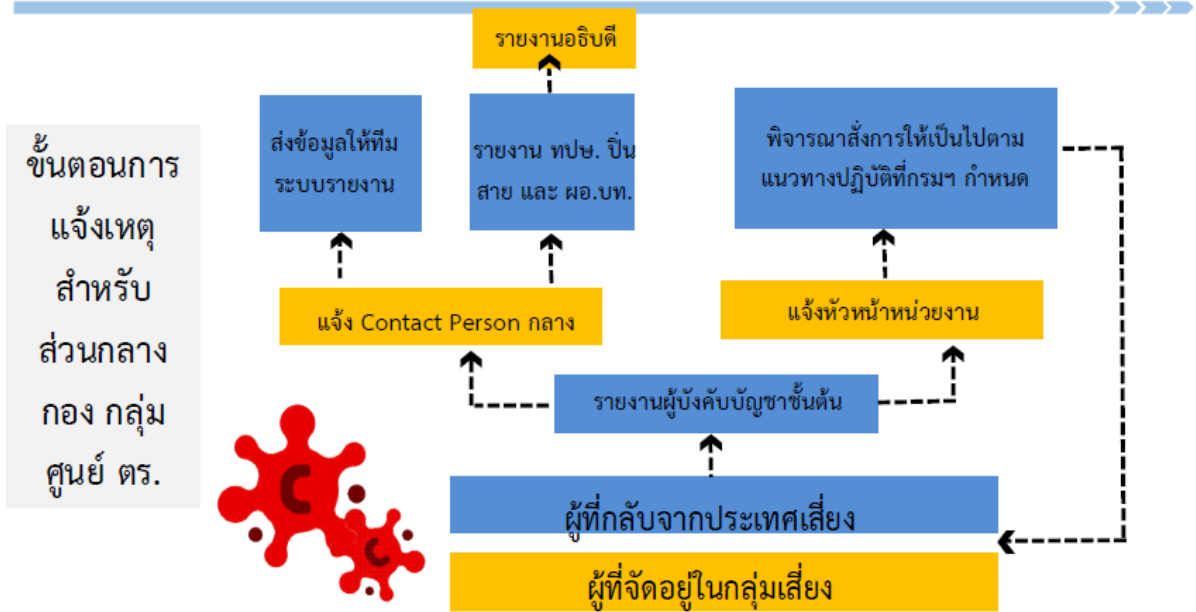 ขั้นตอนการ
แจ้งเหตุ
สำหรับ
ส่วนกลาง
กอง กลุ่ม
ศูนย์ ตร.
รายงานอธิบดี
ส่งข้อมูลให้ทีม
ระบบรายงาน
รายงาน ทปษ. ปิ่น
สาย และ ผอ.บท.
พิจารณาสั่งการให้เป็นไปตาม
แนวทางปฏิบัติที่กรมฯ กำหนด
แจ้ง Contact Person กลาง
แจ้งหัวหน้าหน่วยงาน
รายงานผู้บังคับบัญชาชั้นต้น
ผู้ที่กลับจากประเทศเสี่ยง
ผู้ที่จัดอยู่ในกลุ่มเสี่ยง